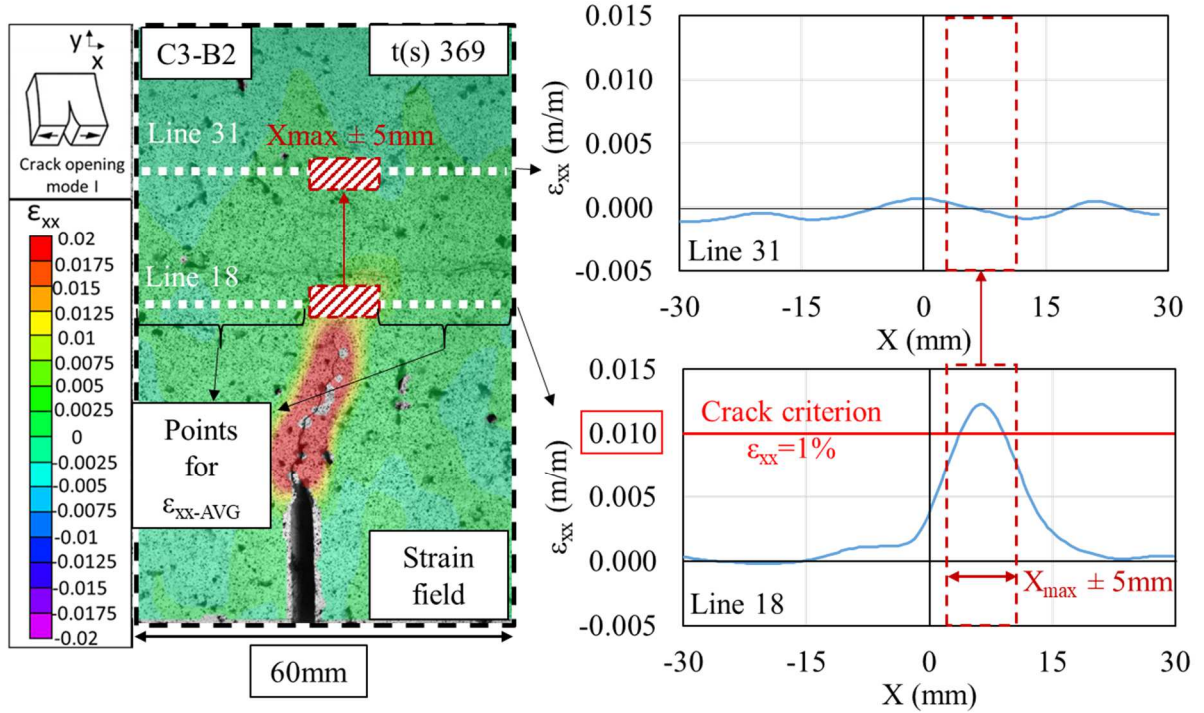 y
x
Crack opening
mode I
C3-B2
t(s) 369
Line 31
Xmax ± 5mm
Line 18
Points
for
εxx-AVG
Strain
field
60mm
εxx
0.02
0.0175
0.015
0.0125
0.01
0.0075
0.005
0.0025
0
-0.0025
-0.005
-0.0075
-0.01
-0.0125
-0.015
-0.0175
-0.02
εxx (m/m)
0.015
0.010
0.005
0.000
-0.005
Line 31
-30
-15
0
15
30
X (mm)
εxx (m/m)
0.015
0.010
0.005
0.000
-0.005
Crack criterion
εxx=1%
Xmax ± 5mm
Line 18
-30
-15
0
15
30
X (mm)